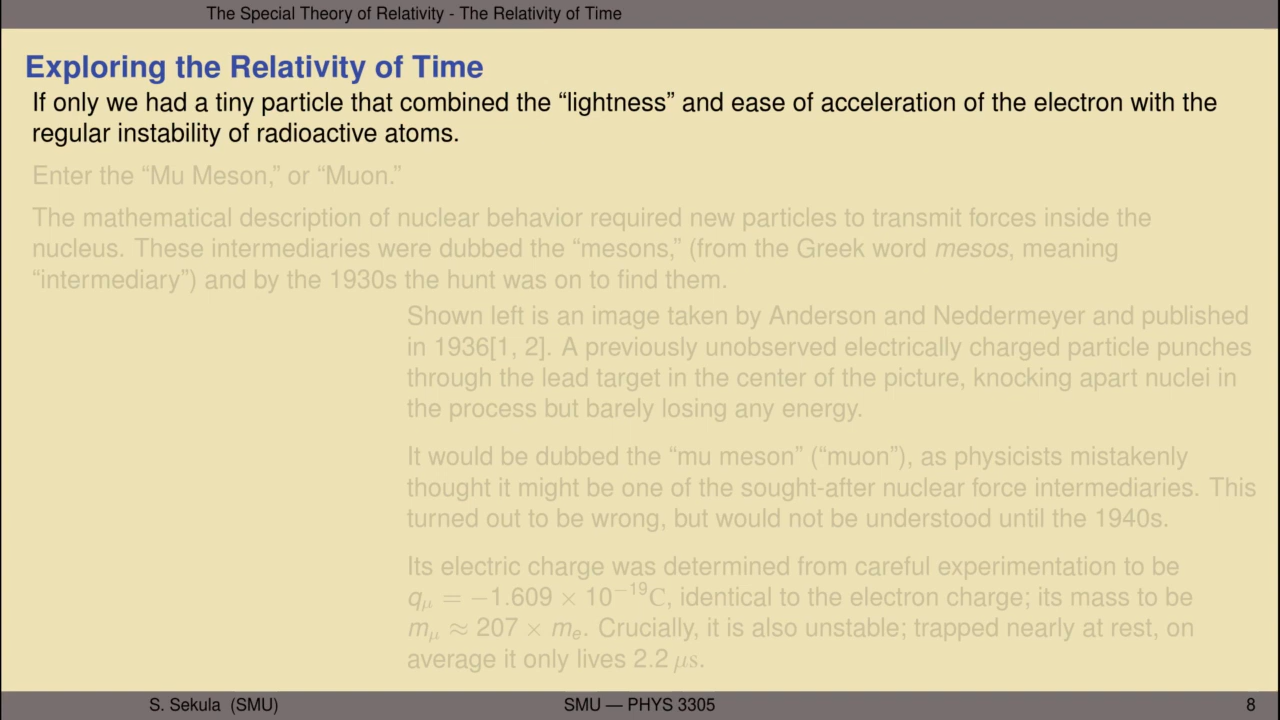 The Special Theory of Relativity - The Relativity of Time
Exploring the Relativity of Time
If only we had a tiny particle that combined the “lightness” and ease of acceleration of the electron with the
regular instability of radioactive atoms.
Enter the “Mu Meson,” or “Muon.”
The mathematical description of nuclear behavior required new particles to transmit forces inside the
nucleus. These intermediaries were dubbed the “mesons,” (from the Greek word mesos, meaning
“intermediary”) and by the 1930s the hunt was on to find them.
Shown left is an image taken by Anderson and Neddermeyer and published
in 1936[1, 2]. A previously unobserved electrically charged particle punches
through the lead target in the center of the picture, knocking apart nuclei in
the process but barely losing any energy.
It would be dubbed the “mu meson” (“muon”), as physicists mistakenly
thought it might be one of the sought-after nuclear force intermediaries. This
turned out to be wrong, but would not be understood until the 1940s.
Its electric charge was determined from careful experimentation to be
qμ = −1.609 × 10⁻¹⁹C, identical to the electron charge; its mass to be
mμ ≈ 207 × mₑ. Crucially, it is also unstable; trapped nearly at rest, on
average it only lives 2.2 μs.
S. Sekula (SMU)
SMU — PHYS 3305
8